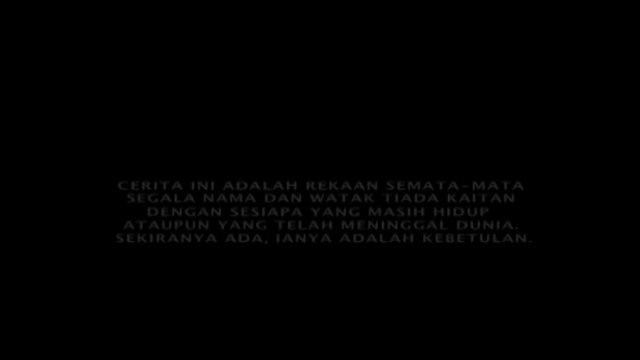 CERITA INI ADALAH REKAAN SEMATA-MATA
SEGALA NAMA DAN WATAK TIADA KAITAN
DENGAN SESIAPA YANG MASIH HIDUP
ATAUPUN YANG TELAH MENINGGAL DUNIA.
SEKIRANYA ADA, IANYA ADALAH KEBETULAN.